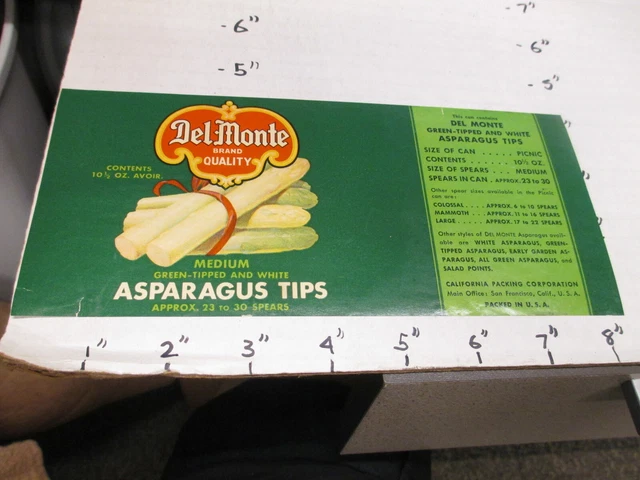 -7"
-6"
-6"
-5"
-5"
Del Monte
BRAND
QUALITY
CONTENTS
10½ OZ. AVOIR.
MEDIUM
GREEN-TIPPED AND WHITE
ASPARAGUS TIPS
APPROX. 23 to 30 SPEARS
This can contains
DEL MONTE
GREEN-TIPPED AND WHITE
ASPARAGUS TIPS
SIZE OF CAN ..... PICNIC
CONTENTS ...... 10½ OZ.
SIZE OF SPEARS ... MEDIUM
SPEARS IN CAN . APPROX. 23 to 30
Other spear sizes available in the Picnic
can are:
COLOSSAL .... APPROX. 6 to 10 SPEARS
MAMMOTH ... APPROX. 11 to 16 SPEARS
LARGE ..... APPROX. 17 to 22 SPEARS
Other styles of DEL MONTE Asparagus avail-
able are WHITE ASPARAGUS, GREEN-
TIPPED ASPARAGUS, EARLY GARDEN AS-
PARAGUS, ALL GREEN ASPARAGUS, and
SALAD POINTS.
CALIFORNIA PACKING CORPORATION
Main Office: San Francisco, Calif., U. S. A.
PACKED IN U. S. A.
1" 2" 3" 4" 5" 6" 7" 8"